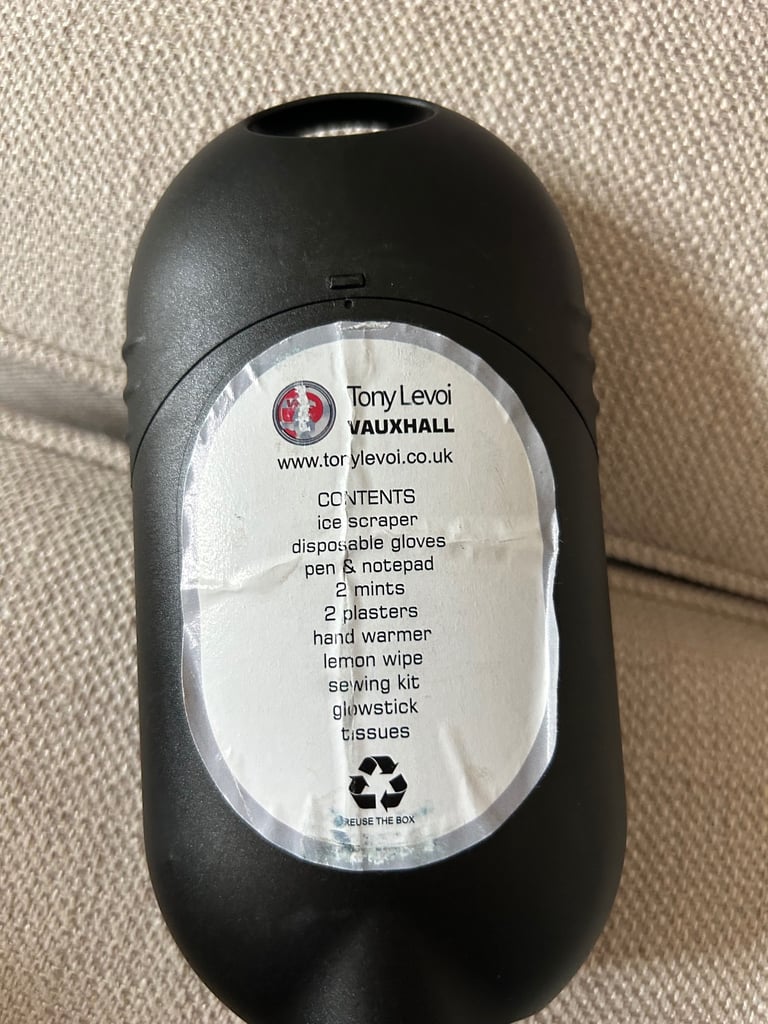 Tony Levoi
VAUXHALL
www.tonylevoi.co.uk
CONTENTS
ice scraper
disposable gloves
pen & notepad
2 mints
2 plasters
hand warmer
lemon wipe
sewing kit
glowstick
tissues
REUSE THE BOX